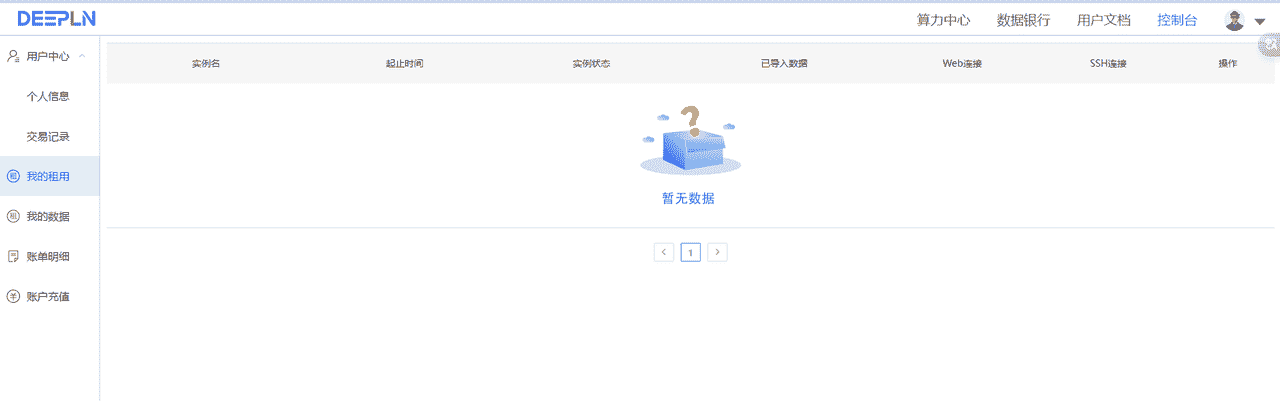 DEEPLN 算力中心 数据银行 用户文档 控制台
用户中心
个人信息
交易记录
我的租用
我的数据
账单明细
账户充值
实例名 起止时间 实例状态 已导入数据 Web连接 SSH连接 操作
暂无数据
1